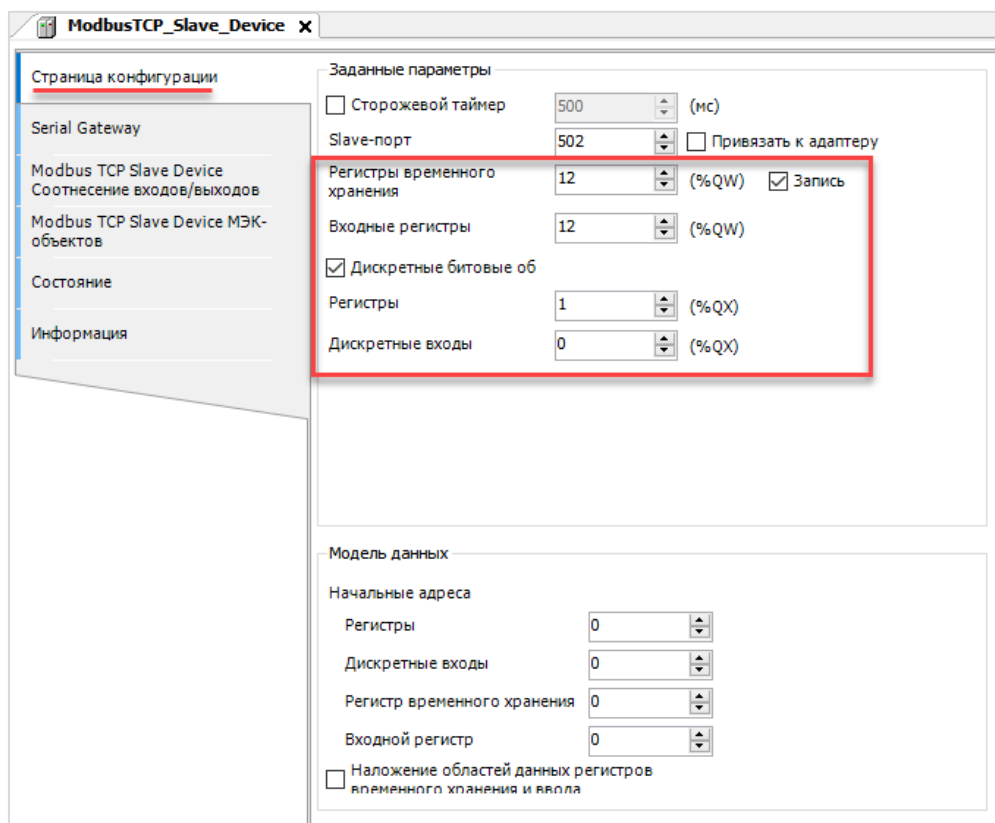 ModbusTCP_Slave_Device X
Страница конфигурации
Serial Gateway
Modbus TCP Slave Device
Соотнесение входов/выходов
Modbus TCP Slave Device МЭК-
объектов
Состояние
Информация
Заданные параметры
Сторожевой таймер 500 (мс)
Slave-порт 502 Привязать к адаптеру
Регистры временного
хранения 12 (%QW) Запись
Входные регистры 12 (%QW)
Дискретные битовые об
Регистры 1 (%QX)
Дискретные входы 0 (%QX)
Модель данных
Начальные адреса
Регистры 0
Дискретные входы 0
Регистр временного хранения 0
Входной регистр 0
Наложение областей данных регистров
временного хранения и ввода